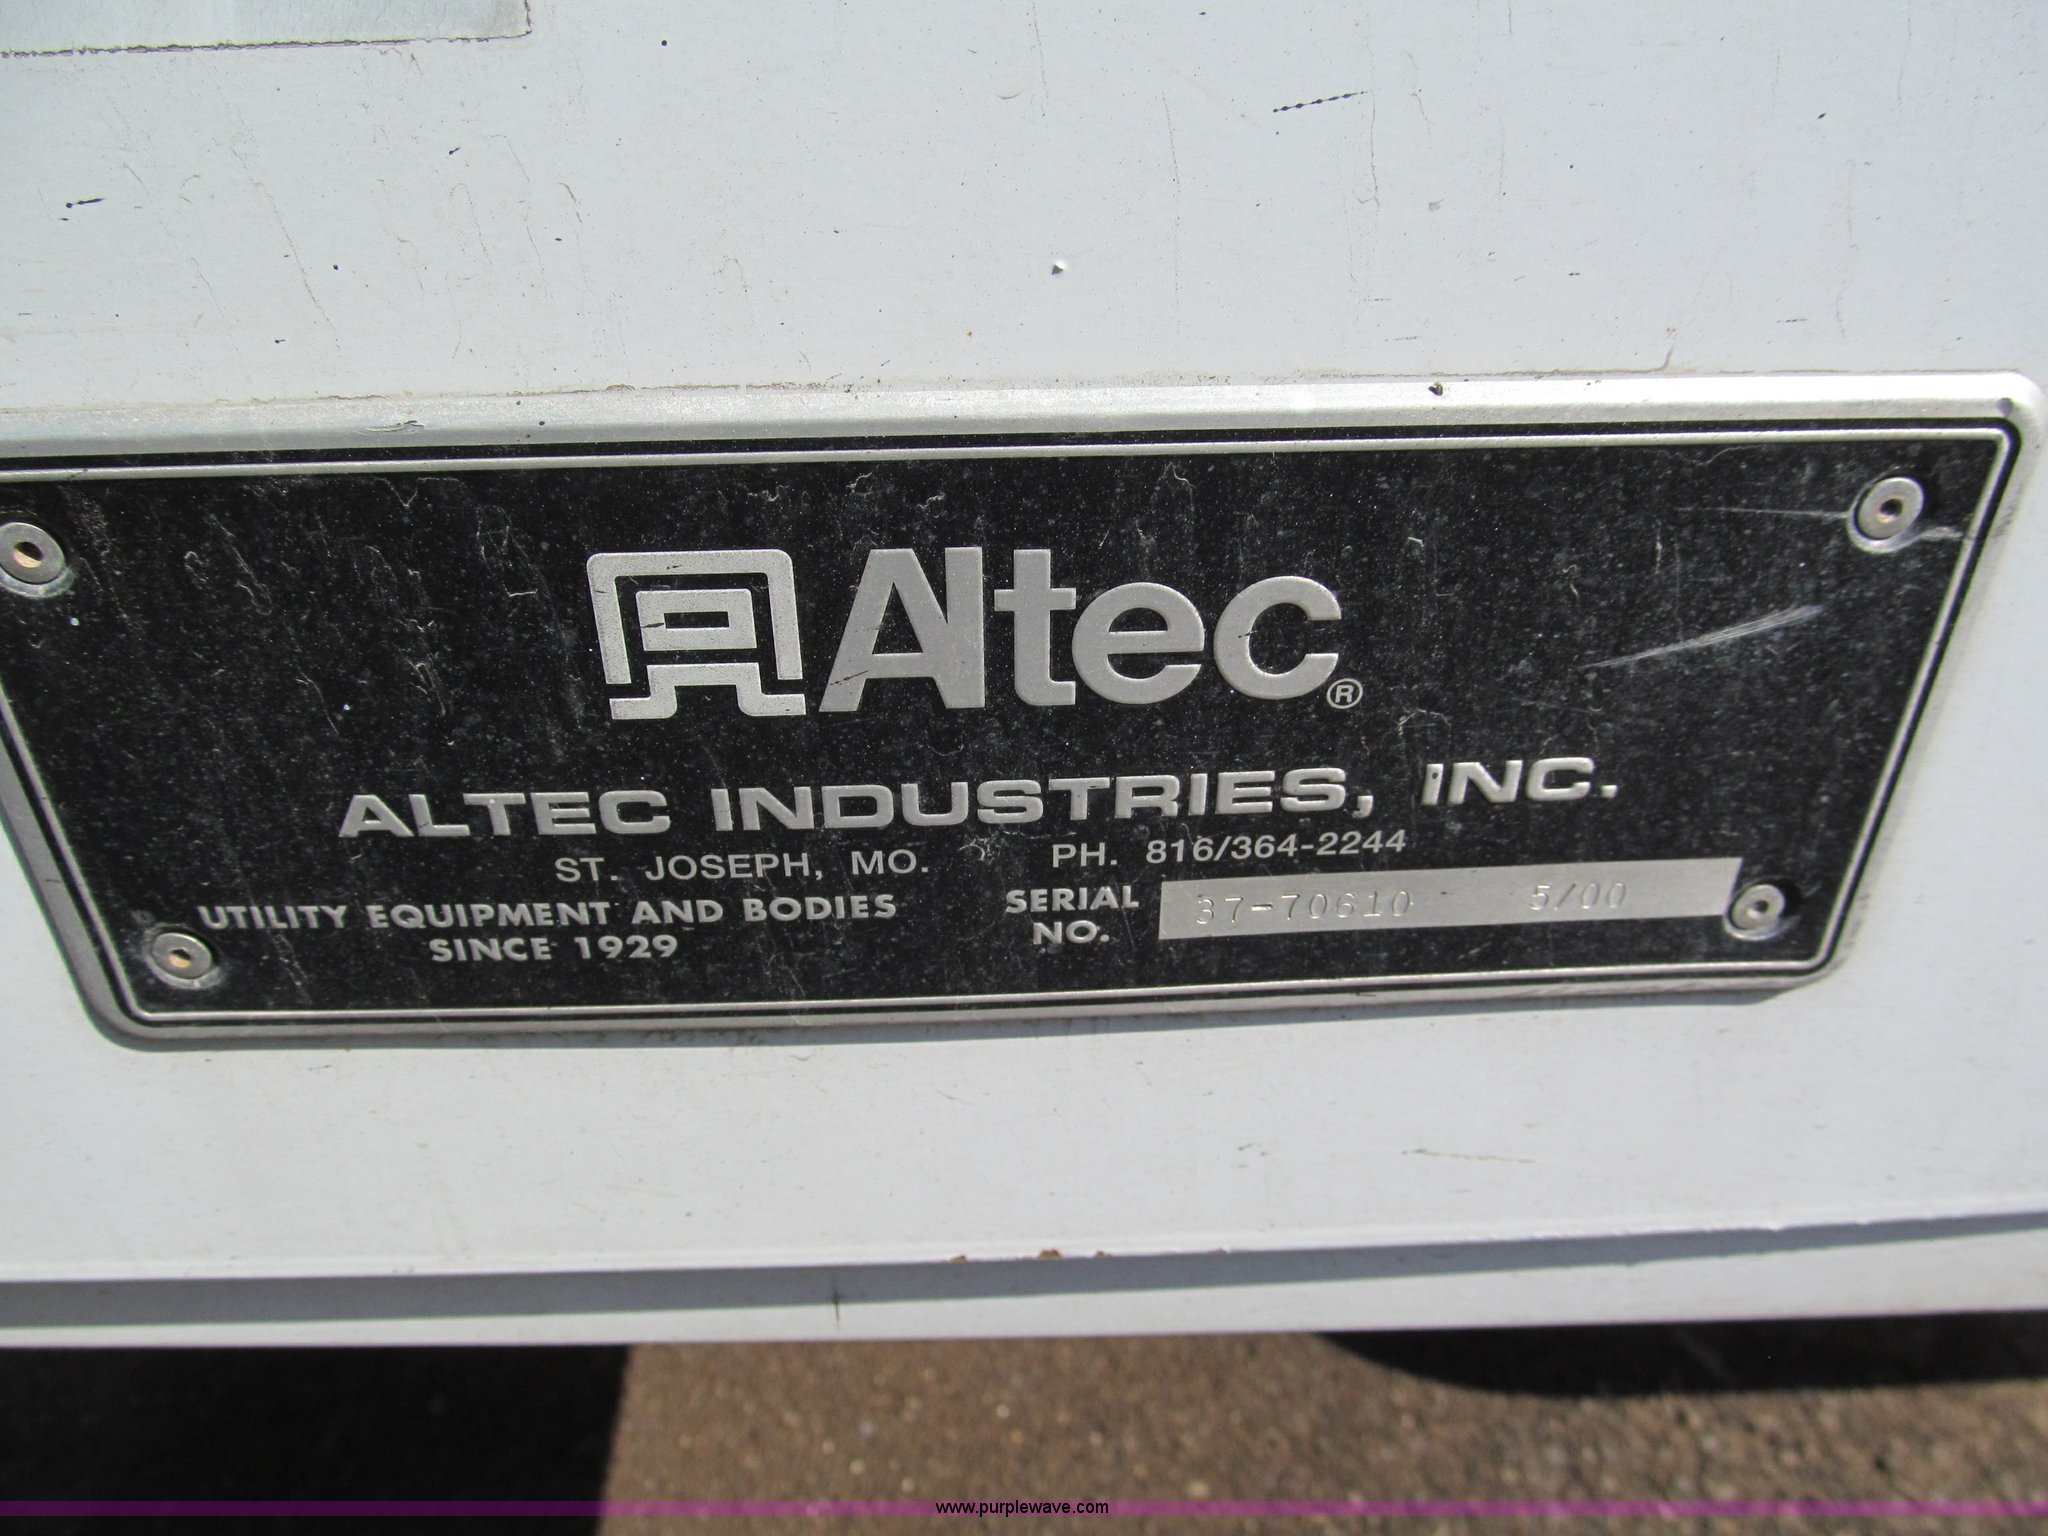 Altec®
ALTEC INDUSTRIES, INC.
ST. JOSEPH, MO. PH. 816/364-2244
UTILITY EQUIPMENT AND BODIES
SINCE 1929
SERIAL NO. 37-70610 5/00
www.purplewave.com